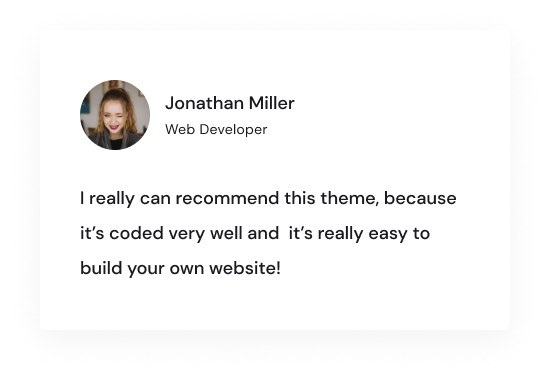 Jonathan Miller
Web Developer
I really can recommend this theme, because
it’s coded very well and  it’s really easy to
build your own website!